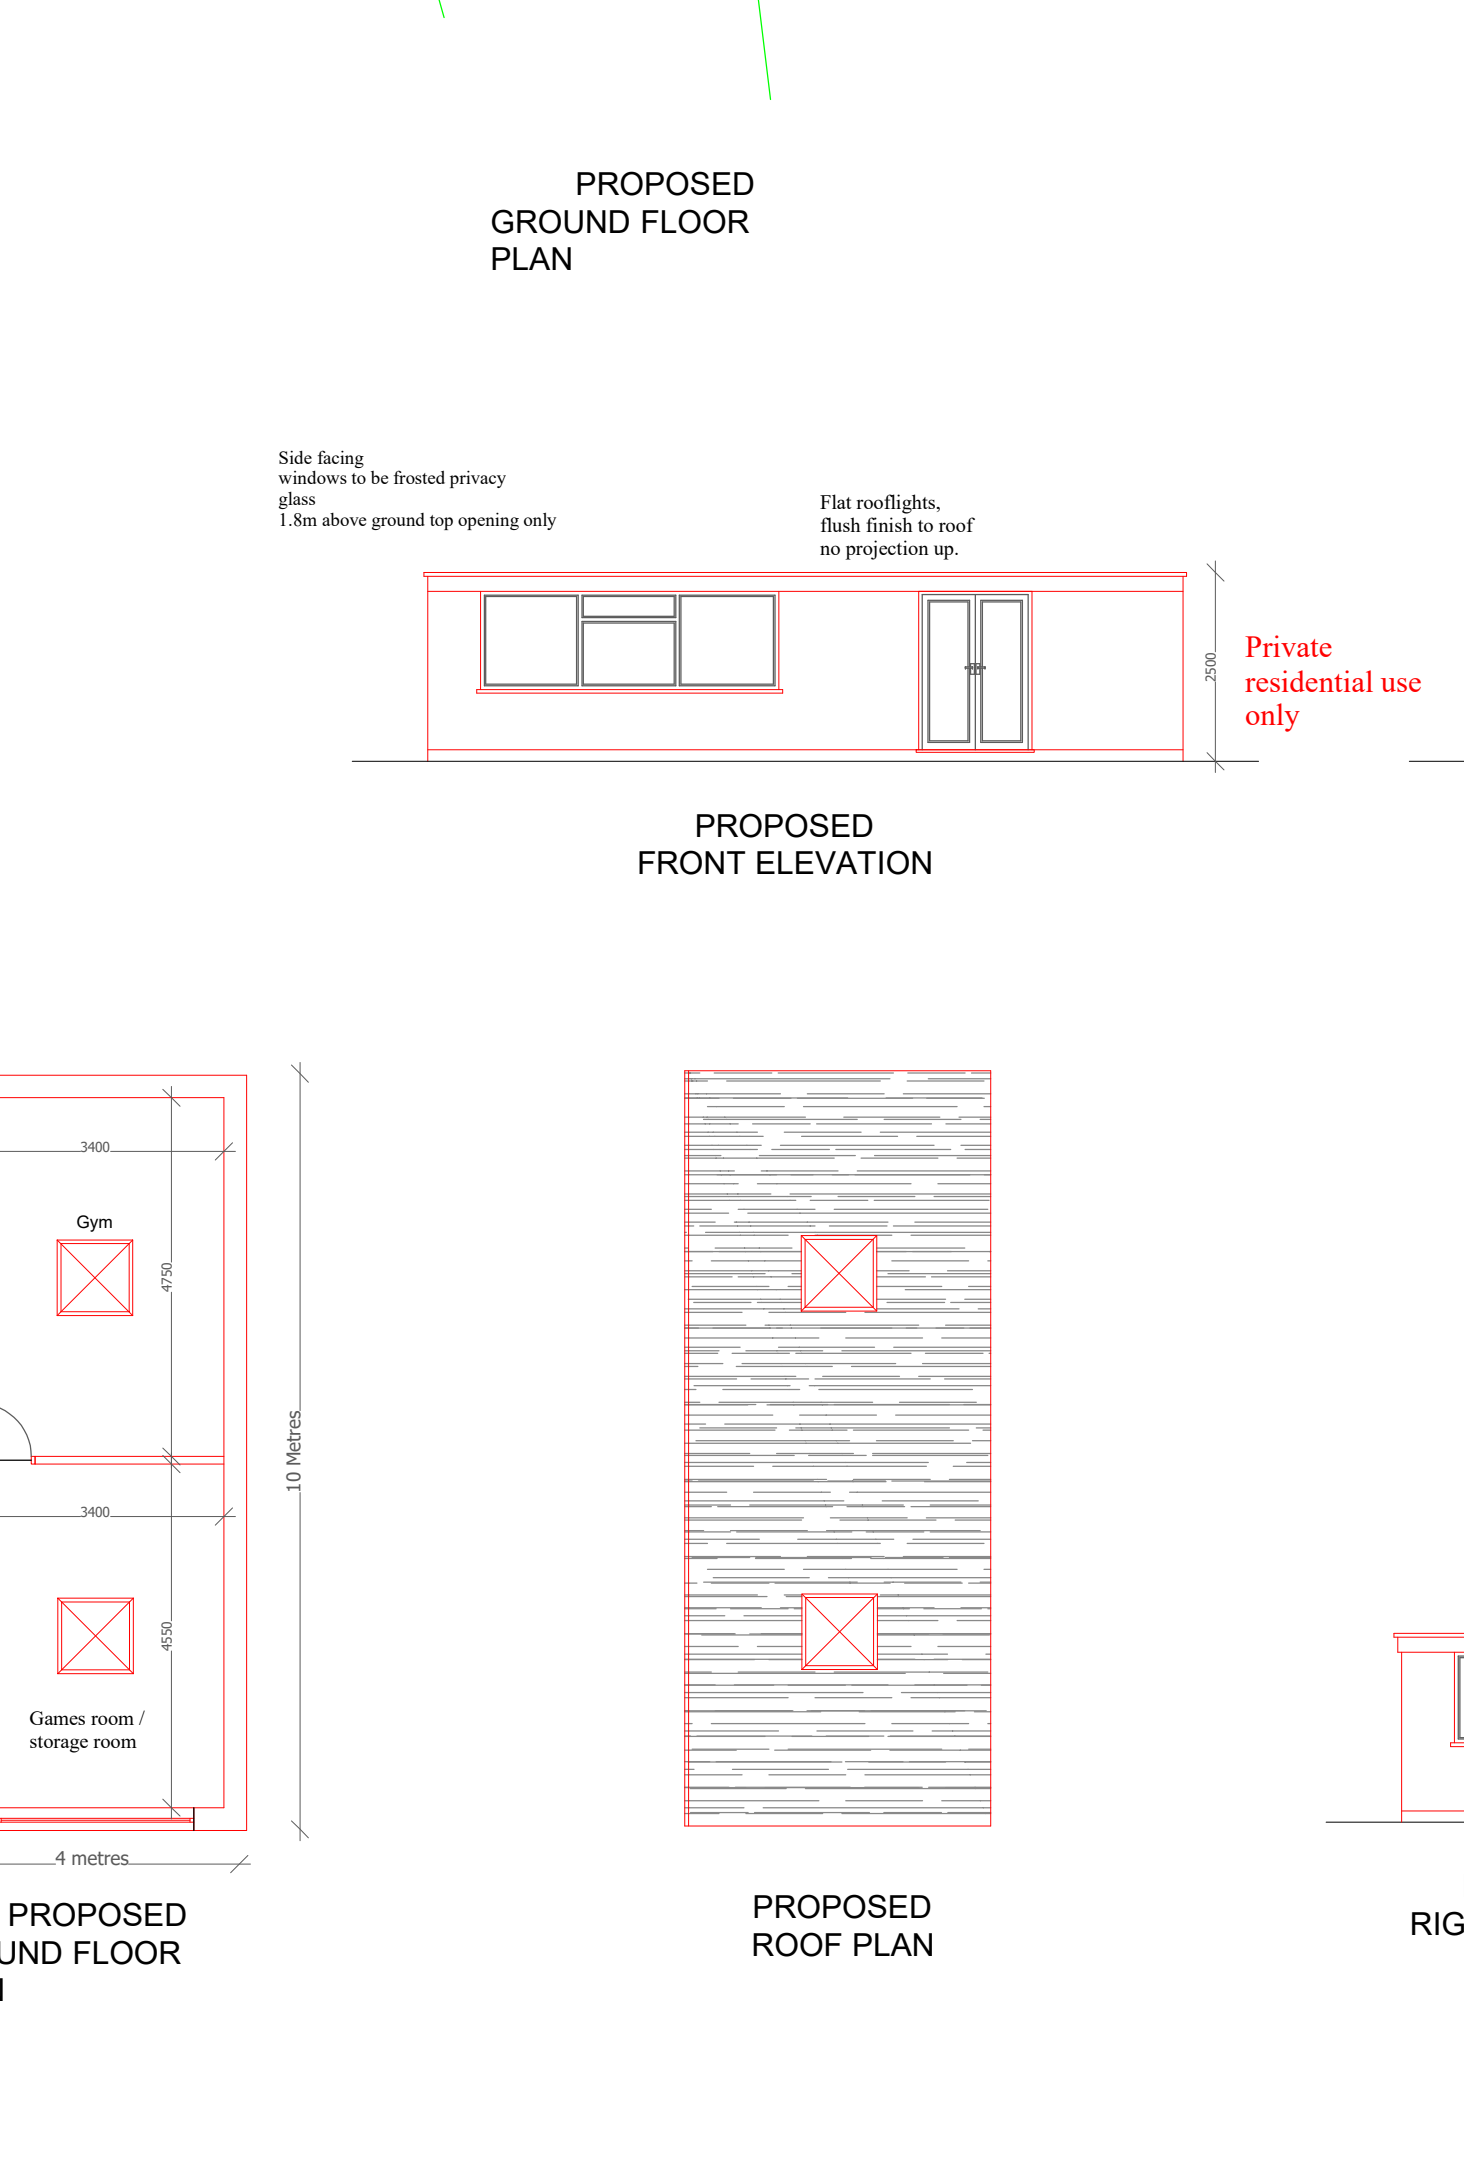 PROPOSED
GROUND FLOOR
PLAN
Side facing
windows to be frosted privacy
glass
1.8m above ground top opening only
Flat rooflights,
flush finish to roof
no projection up.
2500
Private
residential use
only
PROPOSED
FRONT ELEVATION
3400
Gym
4750
10 Metres
3400
4550
Games room /
storage room
4 metres
PROPOSED
UND FLOOR
PROPOSED
ROOF PLAN
RIG